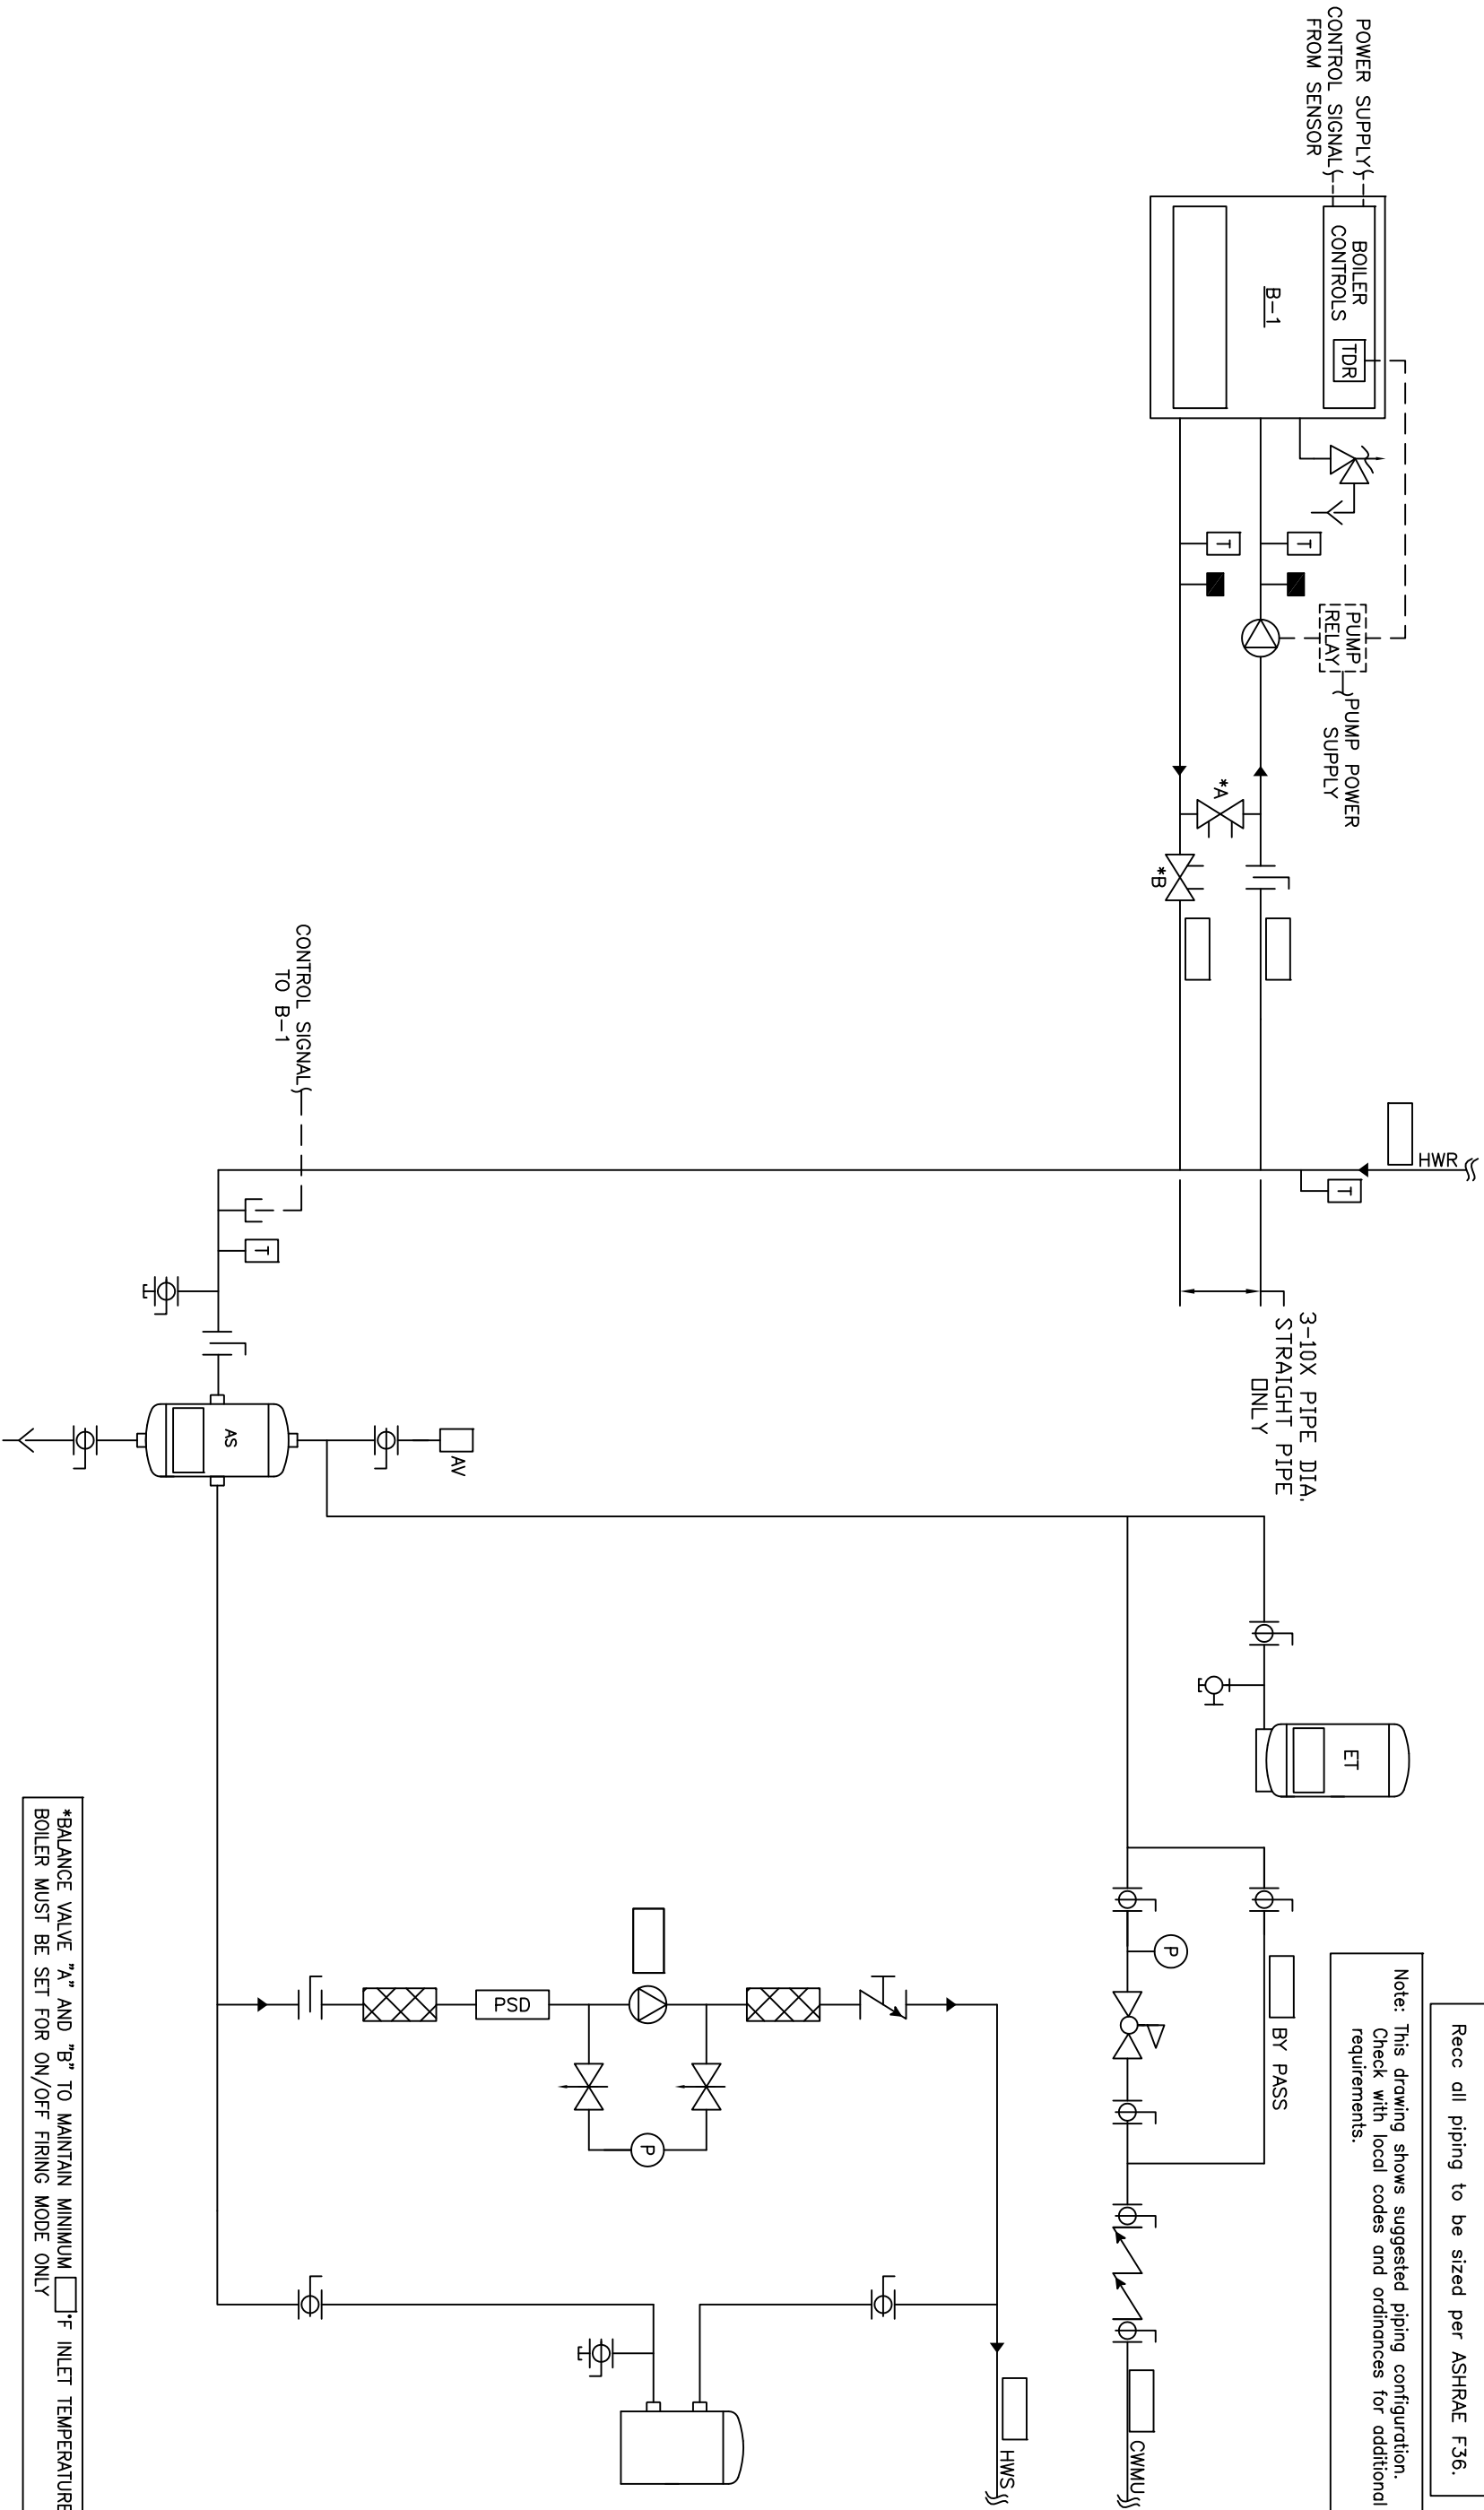 POWER SUPPLY
CONTROL SIGNAL
FROM SENSOR
BOILER
CONTROLS
TDR
B-1
T
T
PUMP
RELAY
PUMP POWER
SUPPLY
*A
*B
HWR
T
3-10X PIPE DIA.
STRAIGHT PIPE
ONLY
CONTROL SIGNAL
TO B-1
T
AS
AV
ET
P
BY PASS
CWMU
PSD
P
HWS
Recc all piping to be sized per ASHRAE F36.
Note: This drawing shows suggested piping configuration.
Check with local codes and ordinances for additional
requirements.
*BALANCE VALVE "A" AND "B" TO MAINTAIN MINIMUM °F INLET TEMPERATURE
BOILER MUST BE SET FOR ON/OFF FIRING MODE ONLY